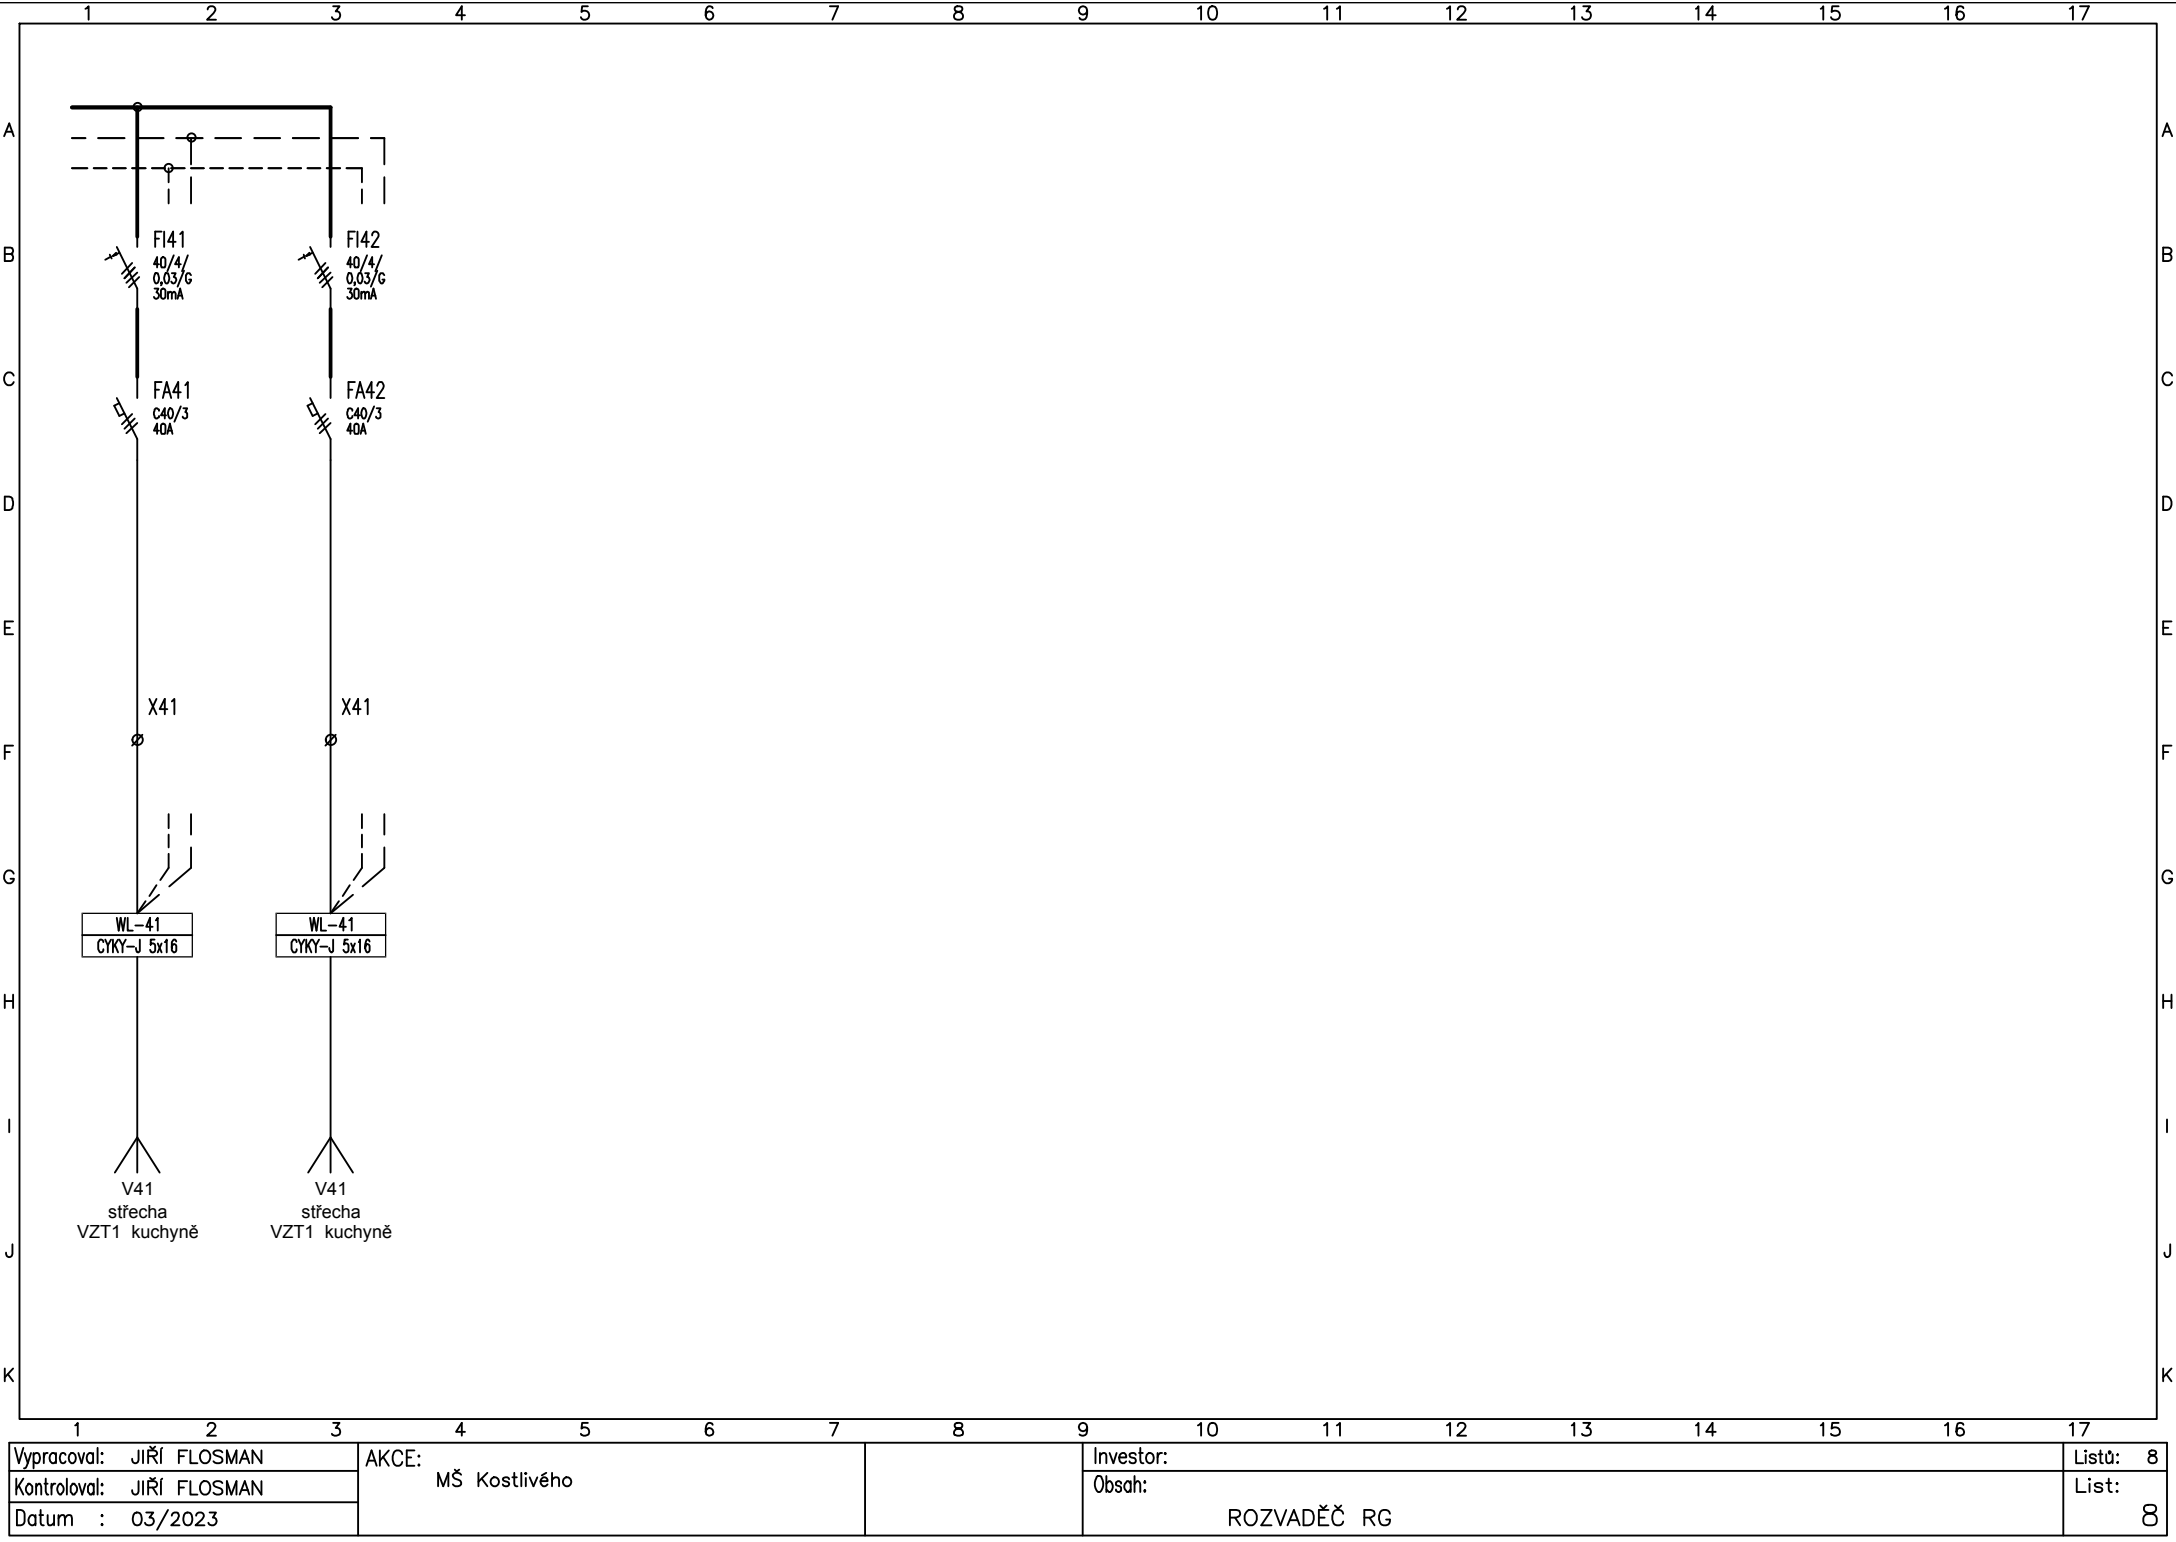 1 2 3 4 5 6 7 8 9 10 11 12 13 14 15 16 17
A A
B B
C C
D D
E E
F F
G G
H H
I I
J J
K K
FI41
40/4/
0,03/G
30mA
FI42
40/4/
0,03/G
30mA
FA41
C40/3
40A
FA42
C40/3
40A
X41
X41
WL-41
CYKY-J 5x16
WL-41
CYKY-J 5x16
V41
střecha
VZT1 kuchyně
V41
střecha
VZT1 kuchyně
1 2 3 4 5 6 7 8 9 10 11 12 13 14 15 16 17
Vypracoval: JIŘÍ FLOSMAN
Kontroloval: JIŘÍ FLOSMAN
Datum : 03/2023
AKCE:
MŠ Kostlivého
Investor:
Obsah:
ROZVADĚČ RG
Listů: 8
List:
8